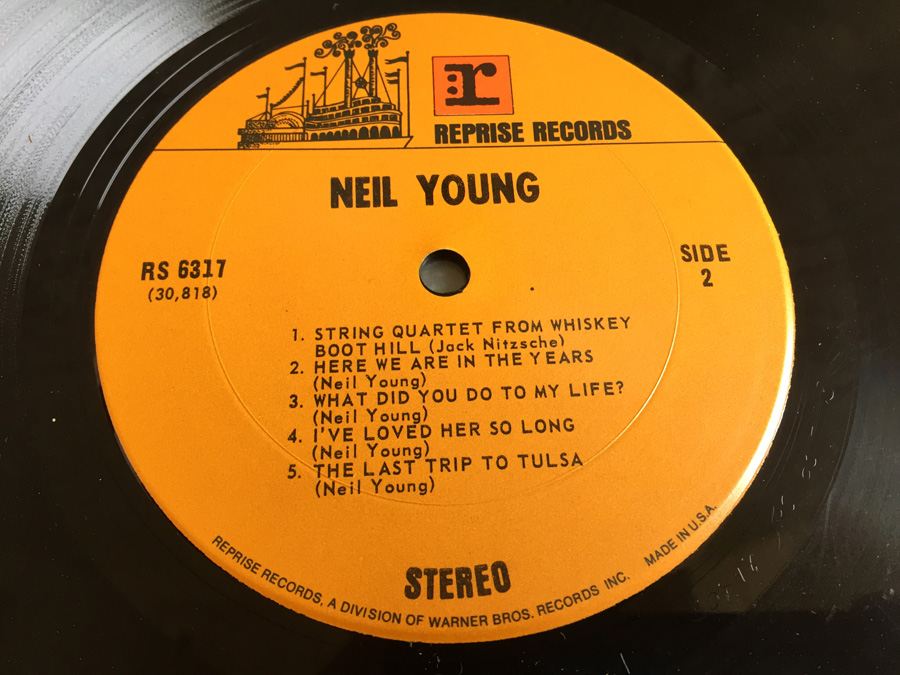 r
REPRISE RECORDS
NEIL YOUNG
RS 6317
(30,818)
SIDE
2
1. STRING QUARTET FROM WHISKEY
BOOT HILL (Jack Nitzsche)
2. HERE WE ARE IN THE YEARS
(Neil Young)
3. WHAT DID YOU DO TO MY LIFE?
(Neil Young)
4. I'VE LOVED HER SO LONG
(Neil Young)
5. THE LAST TRIP TO TULSA
(Neil Young)
STEREO
REPRISE RECORDS, A DIVISION OF WARNER BROS. RECORDS INC. MADE IN U.S.A.